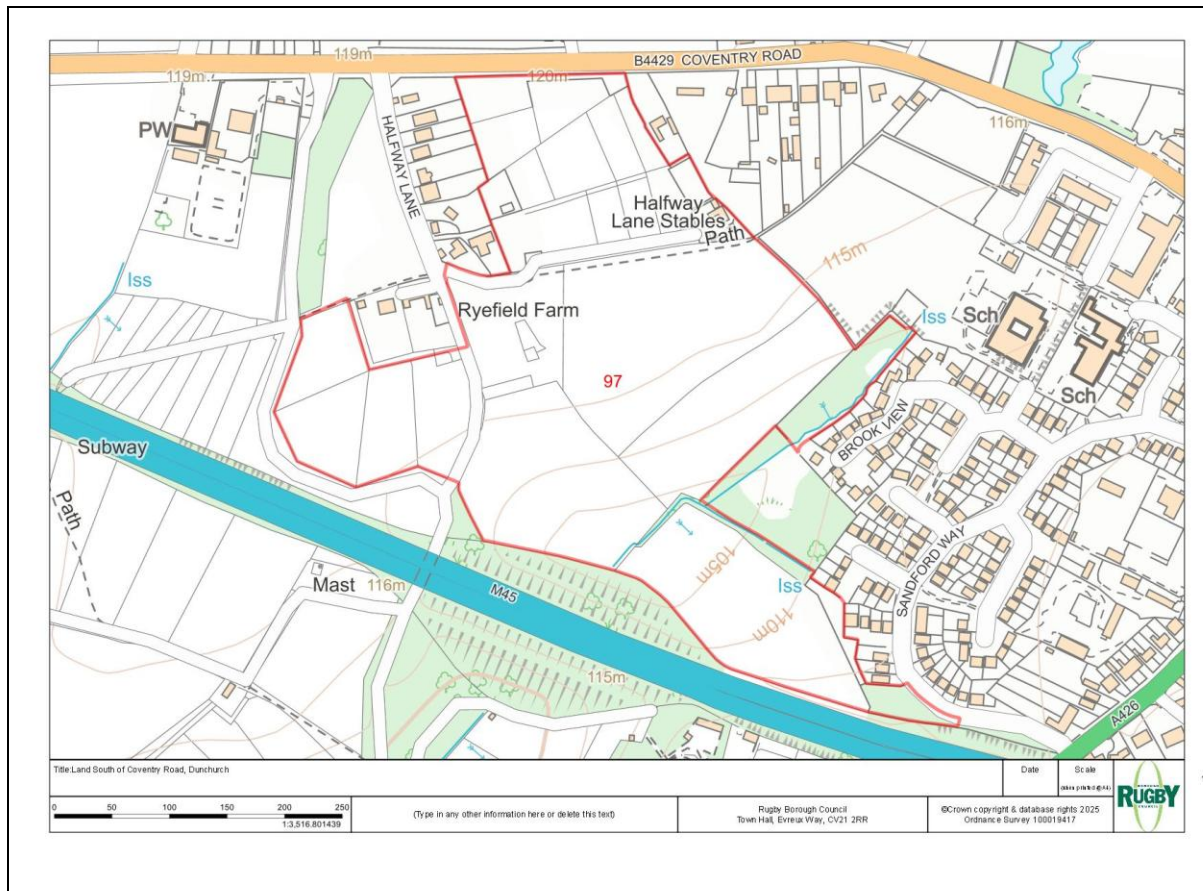 119m
B4429 COVENTRY ROAD
119m
120m
PW
HALFWAY LANE
116m
Halfway
Lane Stables
Path
115m
Iss
Iss
Sch
Ryefield Farm
Sch
97
BROOK VIEW
Subway
Path
SANDFORD WAY
105m
Mast
116m
M45
Iss
110m
115m
A426
Title:Land South of Coventry Road, Dunchurch
Date
Scale
0 50 100 150 200 250
1:3,516.801439
(Type in any other information here or delete this text)
Rugby Borough Council
Town Hall, Evreux Way, CV21 2RR
©Crown copyright & database rights 2025
Ordnance Survey 100019417
RUGBY